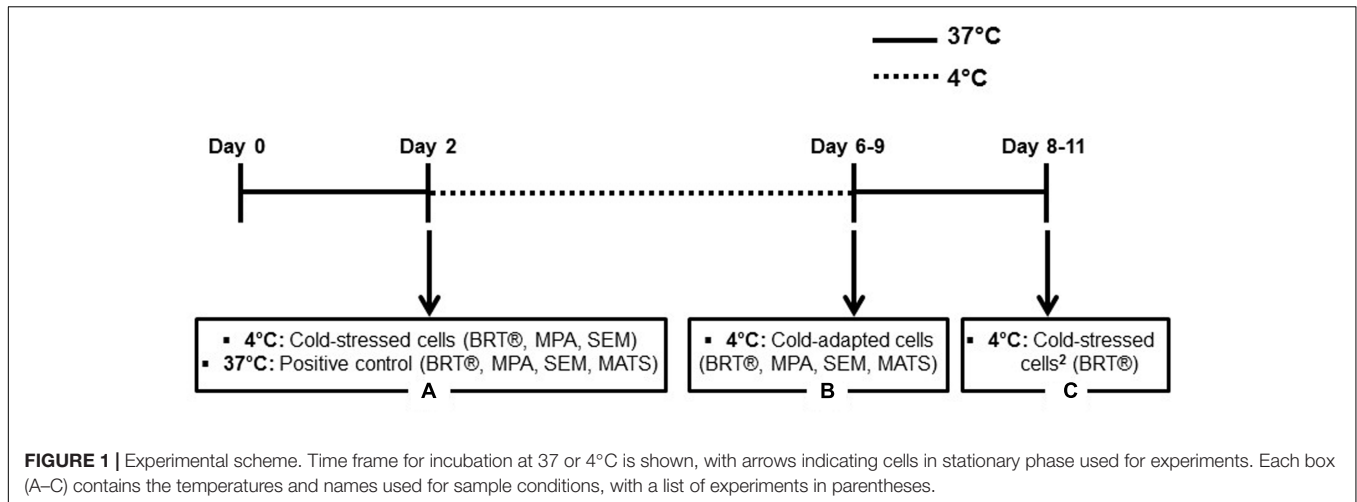 37°C
4°C
Day 0
Day 2
Day 6-9
Day 8-11
▪ 4°C: Cold-stressed cells (BRT®, MPA, SEM)
▪ 37°C: Positive control (BRT®, MPA, SEM, MATS)
A
▪ 4°C: Cold-adapted cells
(BRT®, MPA, SEM, MATS)
B
▪ 4°C: Cold-stressed
cells² (BRT®)
C
FIGURE 1 | Experimental scheme. Time frame for incubation at 37 or 4°C is shown, with arrows indicating cells in stationary phase used for experiments. Each box
(A–C) contains the temperatures and names used for sample conditions, with a list of experiments in parentheses.